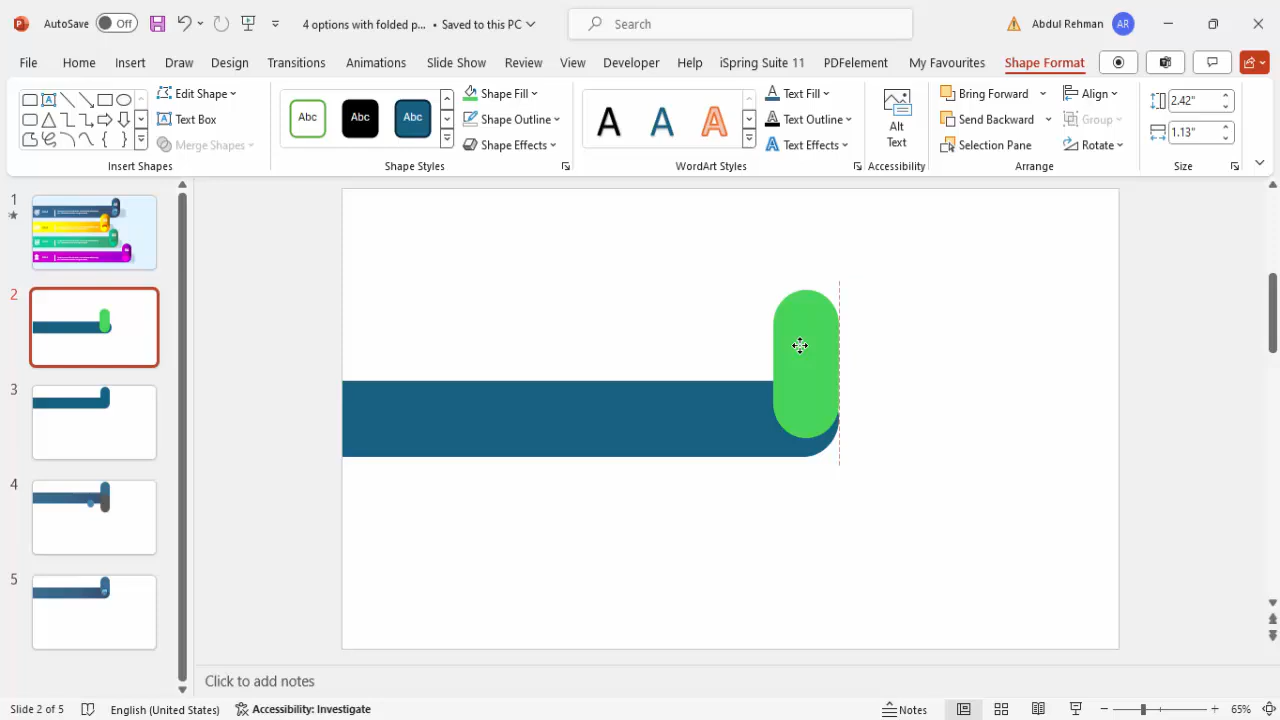 AutoSave Off 4 options with folded p... • Saved to this PC Search Abdul Rehman AR
File Home Insert Draw Design Transitions Animations Slide Show Review View Developer Help iSpring Suite 11 PDFelement My Favourites Shape Format
Edit Shape
Text Box
Merge Shapes
Insert Shapes
Abc Abc Abc
Shape Fill
Shape Outline
Shape Effects
Shape Styles
A A A
Text Fill
Text Outline
Text Effects
WordArt Styles
Alt
Text
Accessibility
Bring Forward
Send Backward
Selection Pane
Align
Group
Rotate
Arrange
2.42"
1.13"
Size
1
2
3
4
5
Click to add notes
Slide 2 of 5 English (United States) Accessibility: Investigate Notes 65%